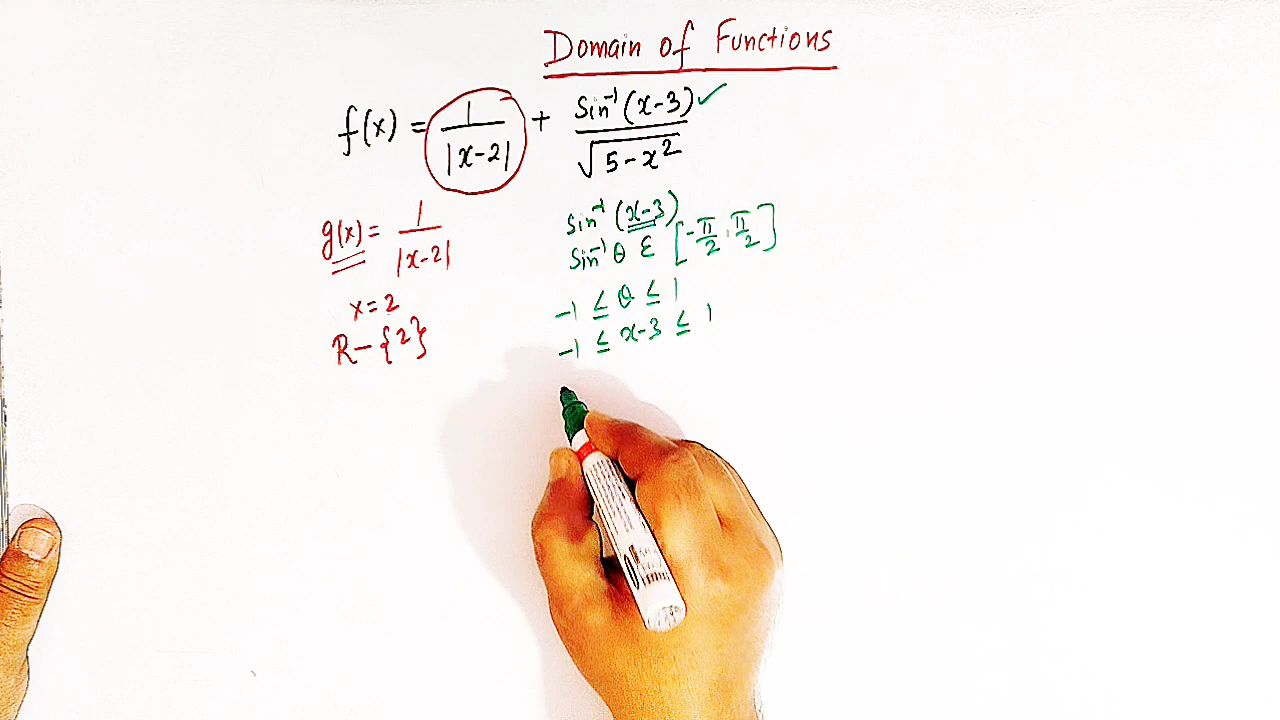 Domain of Functions
f(x) = 1/|x-2| + Sin⁻¹(x-3)/√(5-x²) ✓
g(x) = 1/|x-2|
x=2
R-{2}
Sin⁻¹(x-3)
Sin⁻¹ θ ε [-π/2, π/2]
-1 ≤ θ ≤ 1
-1 ≤ x-3 ≤ 1